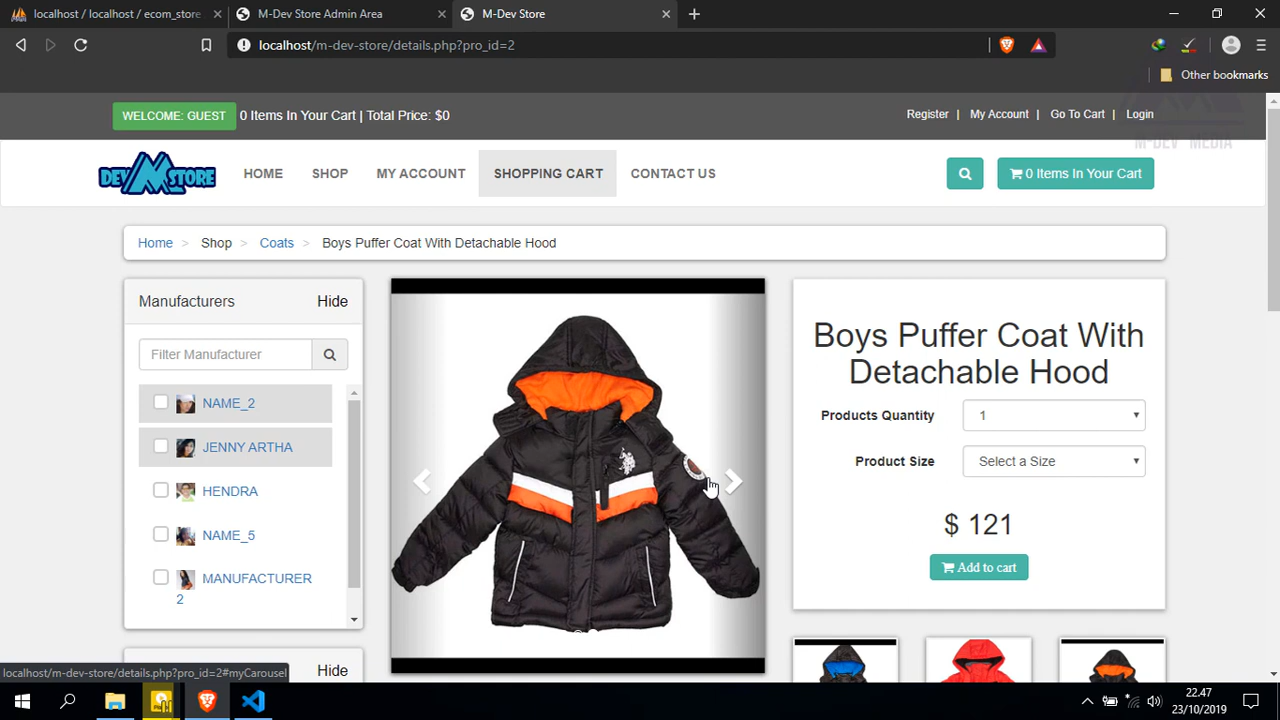 localhost / localhost / ecom_store
M-Dev Store Admin Area
M-Dev Store
localhost/m-dev-store/details.php?pro_id=2
Other bookmarks
WELCOME: GUEST
0 Items In Your Cart | Total Price: $0
Register |
My Account |
Go To Cart |
Login
M-DEV MEDIA
DEV M STORE
HOME
SHOP
MY ACCOUNT
SHOPPING CART
CONTACT US
0 Items In Your Cart
Home > Shop > Coats > Boys Puffer Coat With Detachable Hood
Manufacturers
Hide
Filter Manufacturer
NAME_2
JENNY ARTHA
HENDRA
NAME_5
MANUFACTURER
2
Hide
Boys Puffer Coat With
Detachable Hood
Products Quantity
1
Product Size
Select a Size
$ 121
Add to cart
localhost/m-dev-store/details.php?pro_id=2#myCarousel
22.47
23/10/2019